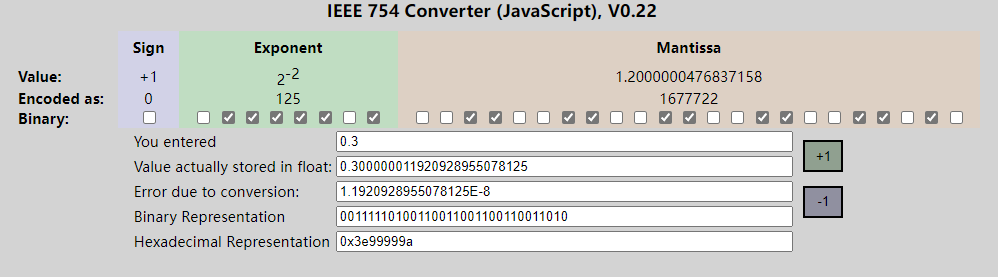 IEEE 754 Converter (JavaScript), V0.22
Sign Exponent Mantissa
Value: +1 2-2 1.2000000476837158
Encoded as: 0 125 1677722
Binary:
You entered 0.3
+1
Value actually stored in float: 0.300000011920928955078125
Error due to conversion: 1.1920928955078125E-8
-1
Binary Representation 00111110100110011001100110011010
Hexadecimal Representation 0x3e99999a